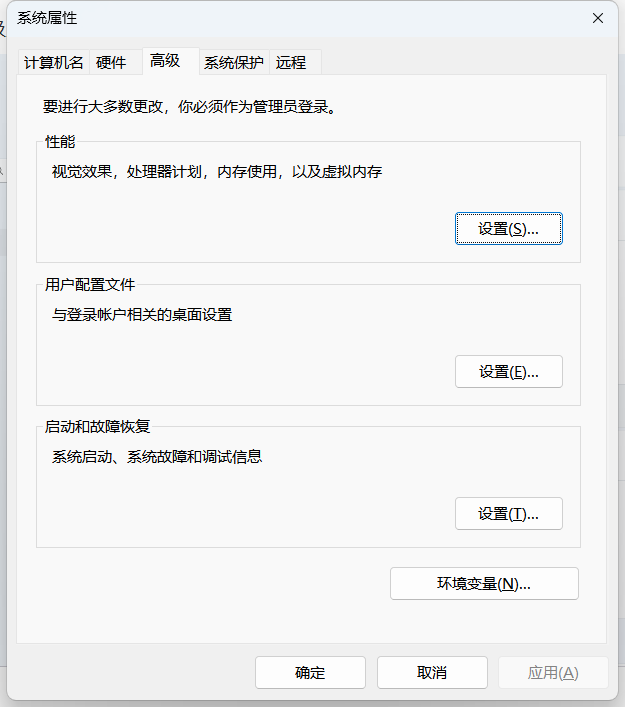 系统属性
计算机名 硬件 高级 系统保护 远程
要进行大多数更改，你必须作为管理员登录。
性能
视觉效果，处理器计划，内存使用，以及虚拟内存
设置(S)...
用户配置文件
与登录帐户相关的桌面设置
设置(E)...
启动和故障恢复
系统启动、系统故障和调试信息
设置(T)...
环境变量(N)...
确定 取消 应用(A)